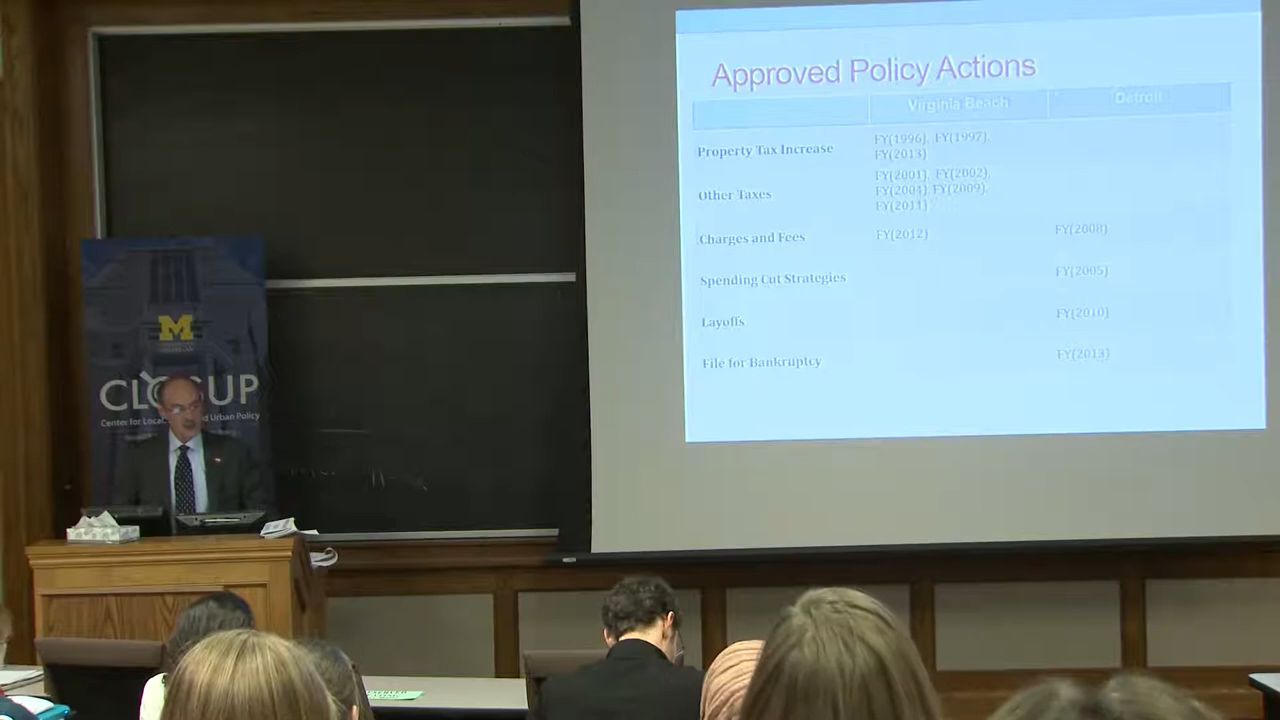 Approved Policy Actions
Virginia Beach Detroit
Property Tax Increase FY(1996), FY(1997),
FY(2013)
Other Taxes FY(2001), FY(2002),
FY(2004), FY(2009),
FY(2011)
Charges and Fees FY(2012) FY(2008)
Spending Cut Strategies FY(2005)
Layoffs FY(2010)
File for Bankruptcy FY(2013)
M
CL SUP
Center for Local and Urban Policy